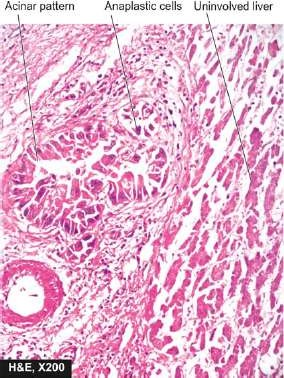 Acinar pattern Anaplastic cells Uninvolved liver
H&E, X200